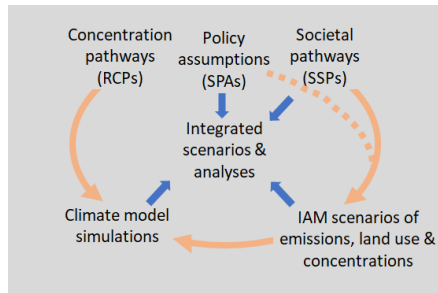 Concentration
pathways
(RCPs)
Policy
assumptions
(SPAs)
Societal
pathways
(SSPs)
Integrated
scenarios &
analyses
Climate model
simulations
IAM scenarios of
emissions, land use &
concentrations